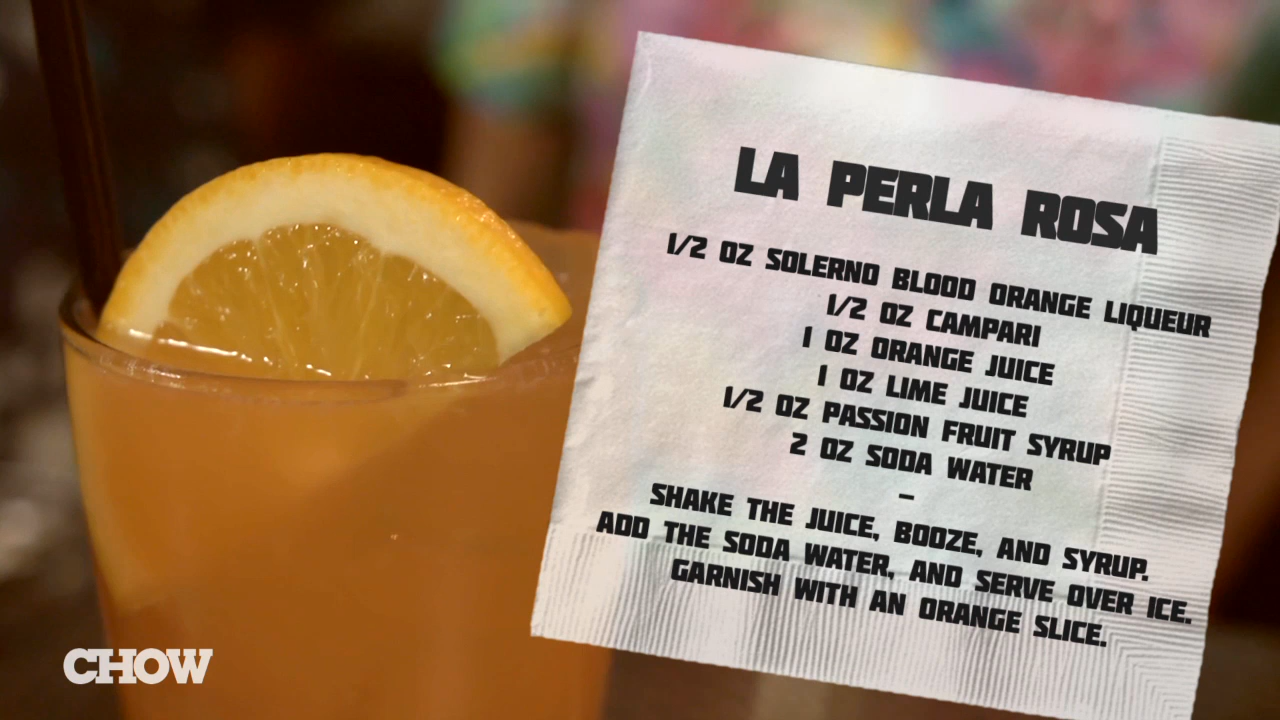 LA PERLA ROSA
1/2 OZ SOLERNO BLOOD ORANGE LIQUEUR
1/2 OZ CAMPARI
1 OZ ORANGE JUICE
1 OZ LIME JUICE
1/2 OZ PASSION FRUIT SYRUP
2 OZ SODA WATER
–
SHAKE THE JUICE, BOOZE, AND SYRUP.
ADD THE SODA WATER, AND SERVE OVER ICE.
GARNISH WITH AN ORANGE SLICE.
CHOW